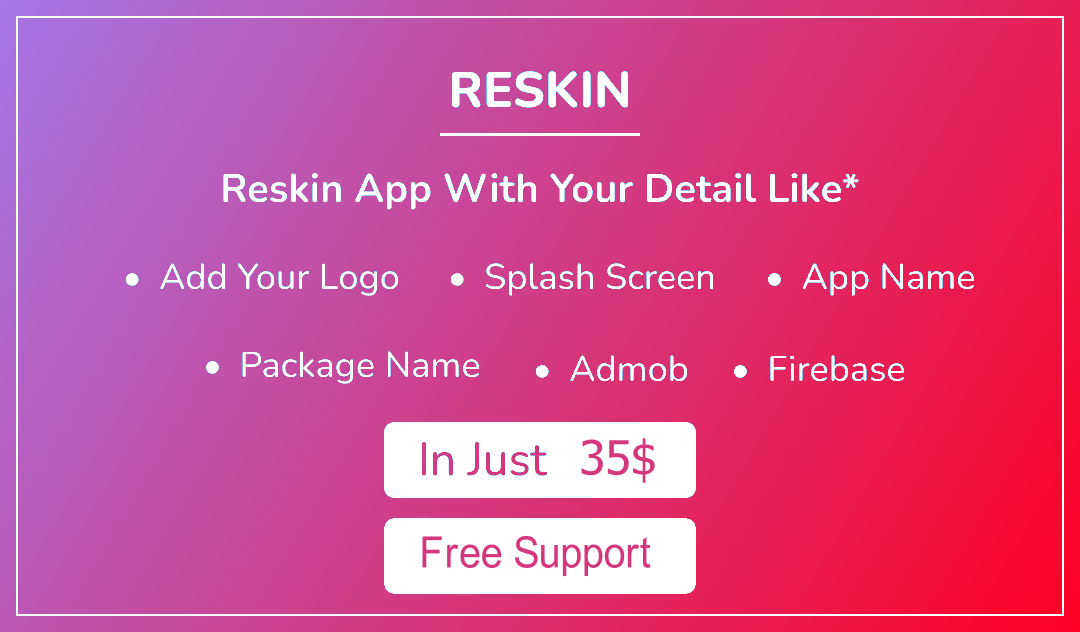 RESKIN
Reskin App With Your Detail Like*
• Add Your Logo • Splash Screen • App Name
• Package Name • Admob • Firebase
In Just 35$
Free Support